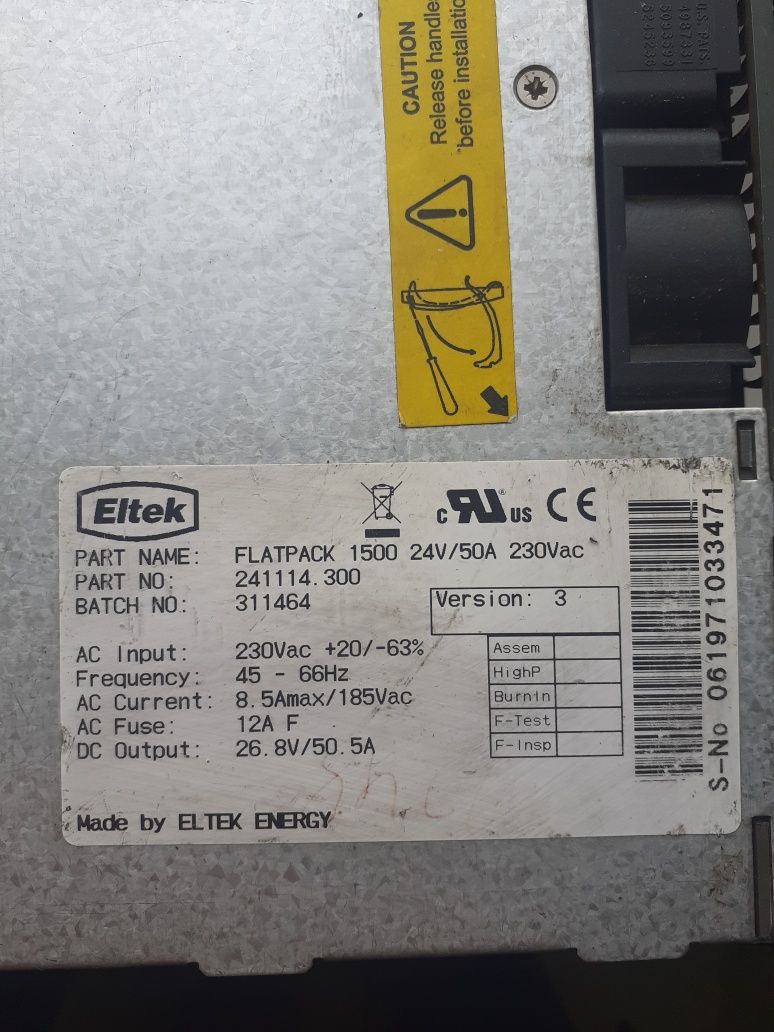 CAUTION
Release handle
before installatio
U.S. PATS
Eltek
c RU US CE
PART NAME: FLATPACK 1500 24V/50A 230Vac
PART NO: 241114.300
BATCH NO: 311464
Version: 3
AC Input: 230Vac +20/-63%
Frequency: 45 - 66Hz
AC Current: 8.5Amax/185Vac
AC Fuse: 12A F
DC Output: 26.8V/50.5A
Assem
HighP
Burnin
F-Test
F-Insp
Made by ELTEK ENERGY
S-No 061971033471